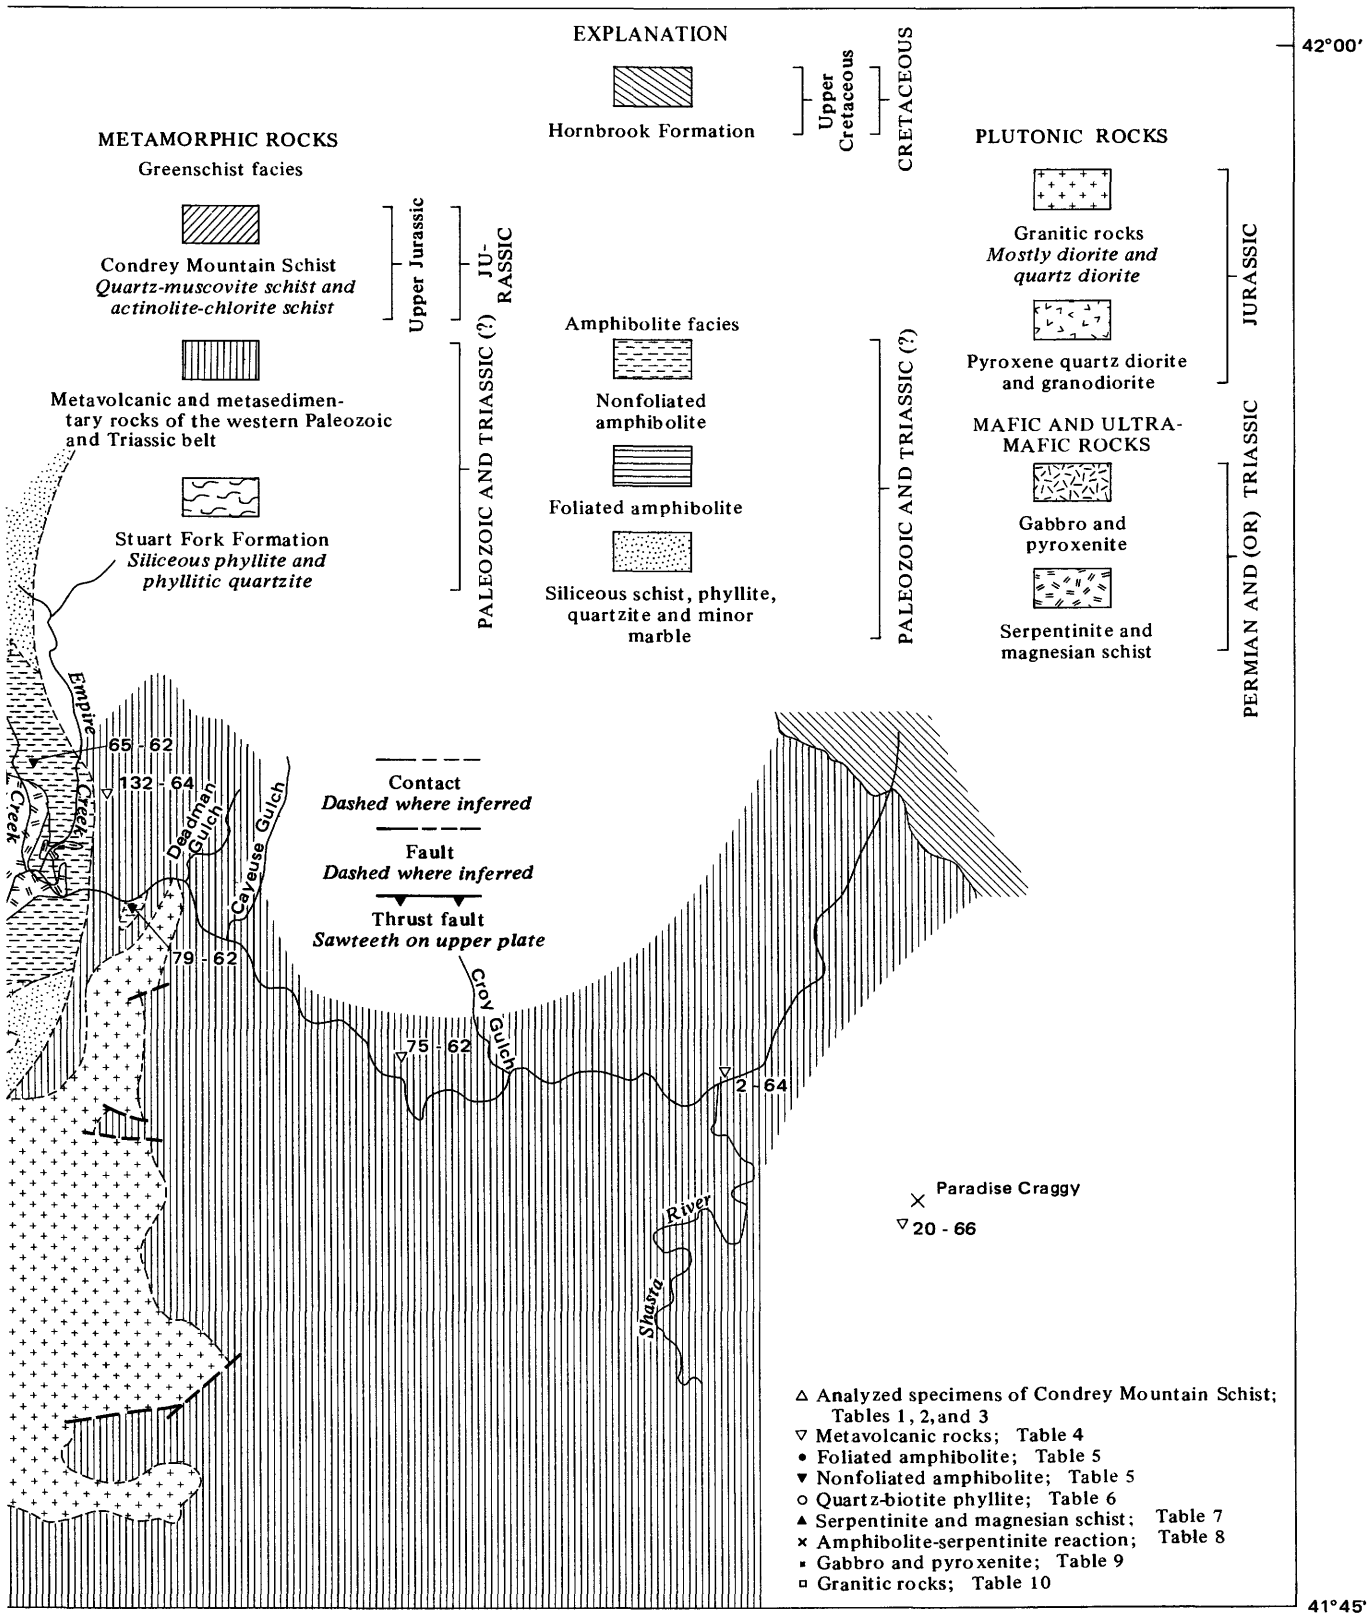 EXPLANATION
42°00'
Hornbrook Formation
Upper
Cretaceous
CRETACEOUS
METAMORPHIC ROCKS
Greenschist facies
Condrey Mountain Schist
Quartz-muscovite schist and
actinolite-chlorite schist
Upper Jurassic
JU-
RASSIC
Metavolcanic and metasedimen-
tary rocks of the western Paleozoic
and Triassic belt
Stuart Fork Formation
Siliceous phyllite and
phyllitic quartzite
PALEOZOIC AND TRIASSIC (?)
Amphibolite facies
Nonfoliated
amphibolite
Foliated amphibolite
Siliceous schist, phyllite,
quartzite and minor
marble
PALEOZOIC AND TRIASSIC (?)
PLUTONIC ROCKS
Granitic rocks
Mostly diorite and
quartz diorite
Pyroxene quartz diorite
and granodiorite
JURASSIC
MAFIC AND ULTRA-
MAFIC ROCKS
Gabbro and
pyroxenite
Serpentinite and
magnesian schist
PERMIAN AND (OR) TRIASSIC
Empire
Creek
Creek
65 - 62
132 - 64
Deadman
Gulch
Cayeuse Gulch
79 - 62
Contact
Dashed where inferred
Fault
Dashed where inferred
Thrust fault
Sawteeth on upper plate
Croy Gulch
75 - 62
2 - 64
Paradise Craggy
20 - 66
River
Shasta
△ Analyzed specimens of Condrey Mountain Schist;
Tables 1, 2, and 3
▽ Metavolcanic rocks; Table 4
● Foliated amphibolite; Table 5
▼ Nonfoliated amphibolite; Table 5
○ Quartz-biotite phyllite; Table 6
▲ Serpentinite and magnesian schist; Table 7
× Amphibolite-serpentinite reaction; Table 8
▪ Gabbro and pyroxenite; Table 9
□ Granitic rocks; Table 10
41°45'